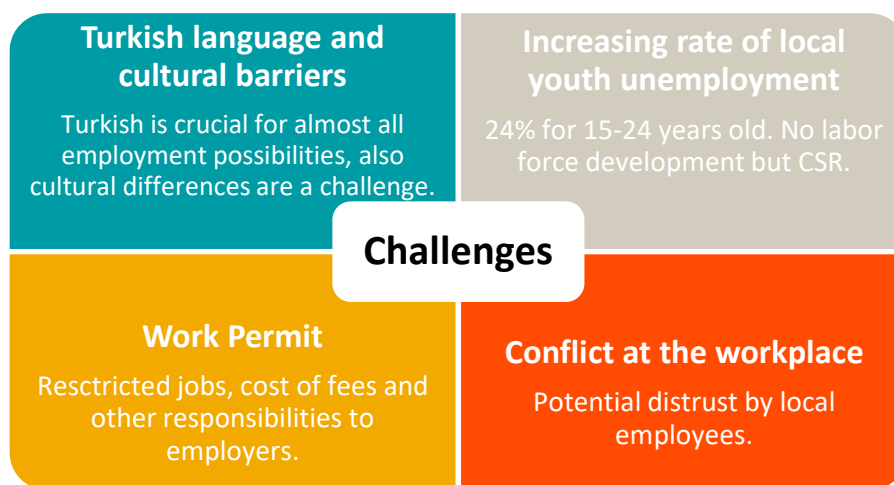 Turkish language and
cultural barriers
Turkish is crucial for almost all
employment possibilities, also
cultural differences are a challenge.
Increasing rate of local
youth unemployment
24% for 15-24 years old. No labor
force development but CSR.
Challenges
Work Permit
Resctricted jobs, cost of fees and
other responsibilities to
employers.
Conflict at the workplace
Potential distrust by local
employees.